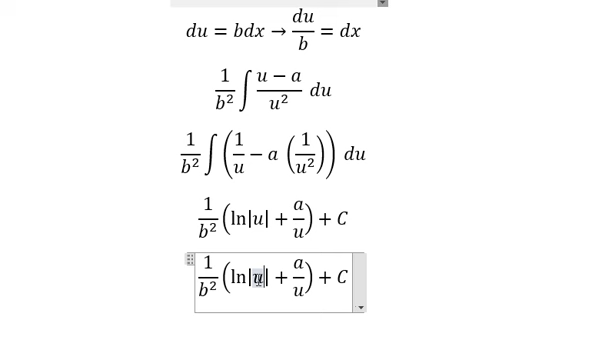 du = bdx → du/b = dx
1/b² ∫ (u − a)/u² du
1/b² ∫ (1/u − a (1/u²)) du
1/b² (ln|u| + a/u) + C
1/b² (ln|u| + a/u) + C